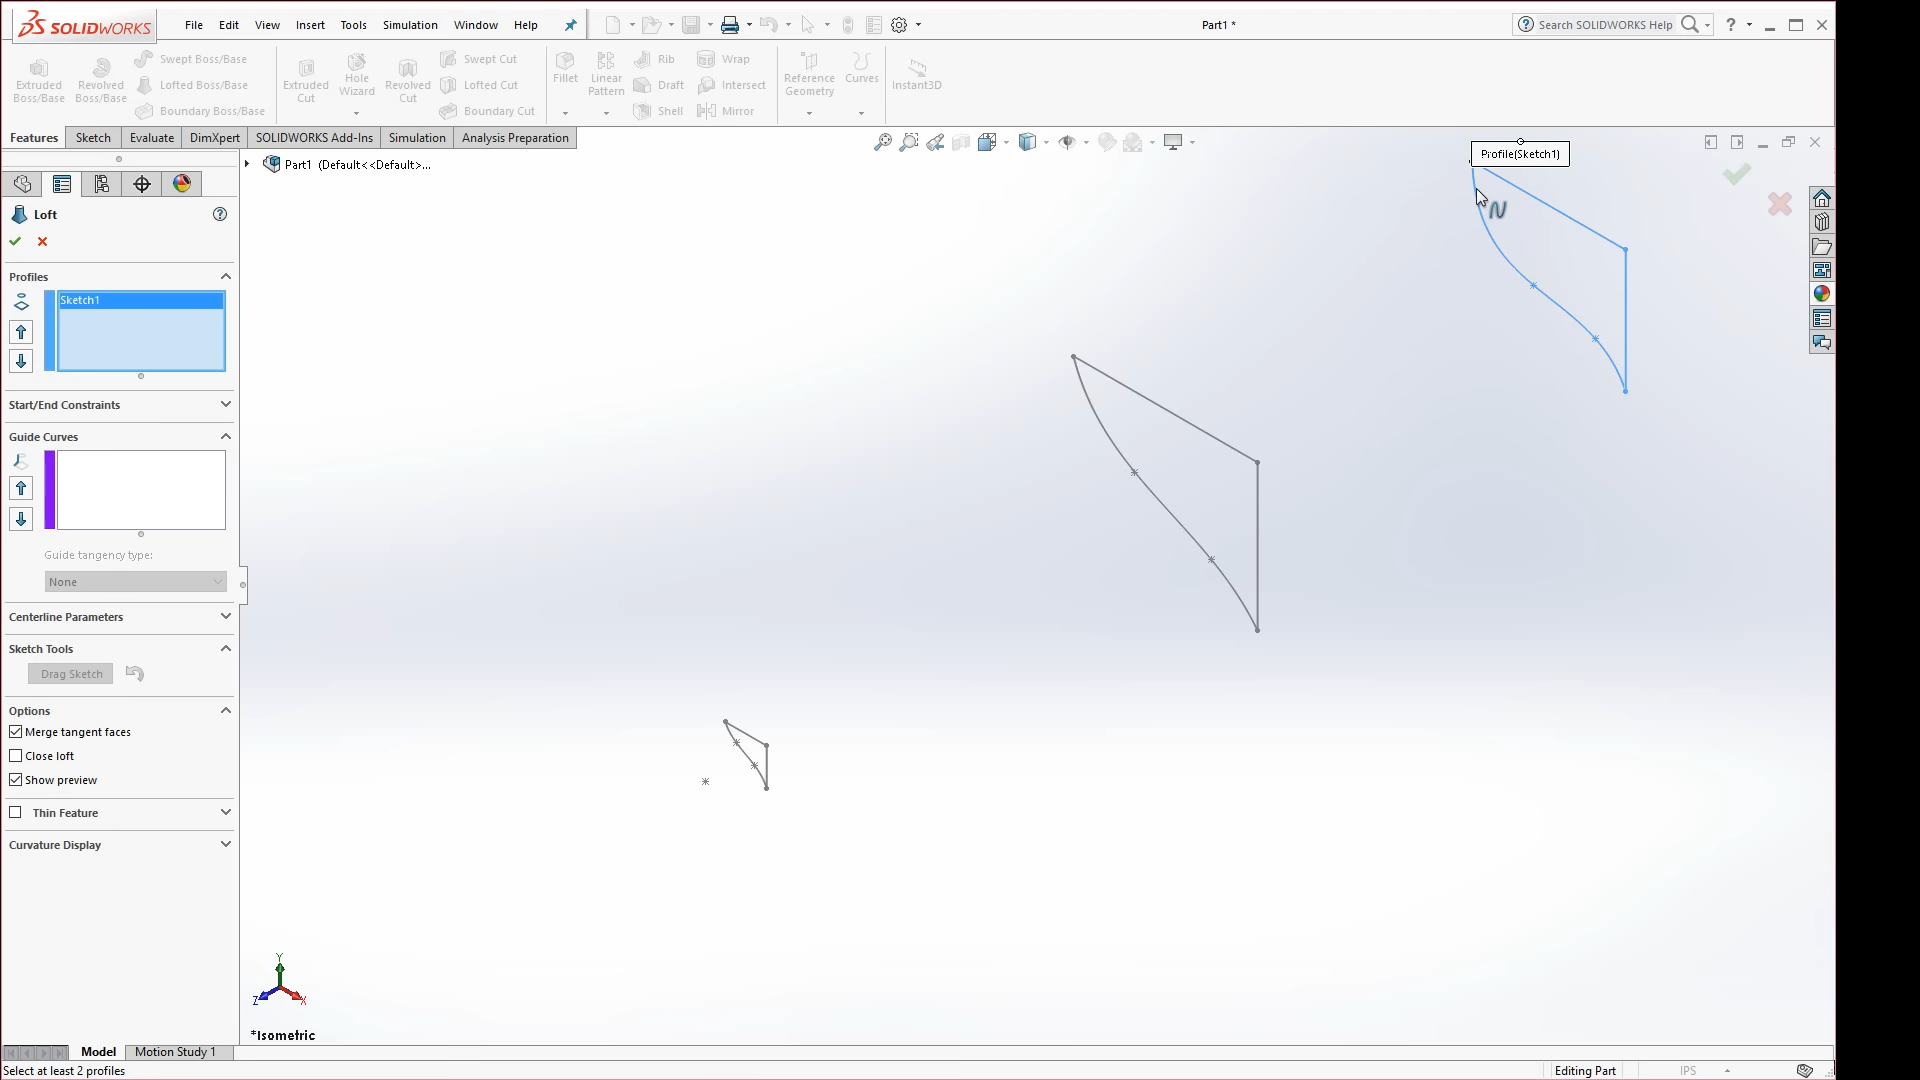 SOLIDWORKS File Edit View Insert Tools Simulation Window Help Part1 * Search SOLIDWORKS Help ?
Extruded Boss/Base
Revolved Boss/Base
Swept Boss/Base
Lofted Boss/Base
Boundary Boss/Base
Extruded Cut
Hole Wizard
Revolved Cut
Swept Cut
Lofted Cut
Boundary Cut
Fillet
Linear Pattern
Rib
Draft
Shell
Wrap
Intersect
Mirror
Reference Geometry
Curves
Instant3D
Features Sketch Evaluate DimXpert SOLIDWORKS Add-Ins Simulation Analysis Preparation
Part1 (Default<<Default>...
Profile(Sketch1)
Loft ?
Profiles
Sketch1
Start/End Constraints
Guide Curves
Guide tangency type:
None
Centerline Parameters
Sketch Tools
Drag Sketch
Options
Merge tangent faces
Close loft
Show preview
Thin Feature
Curvature Display
Y
Z X
*Isometric
Model Motion Study 1
Select at least 2 profiles Editing Part IPS